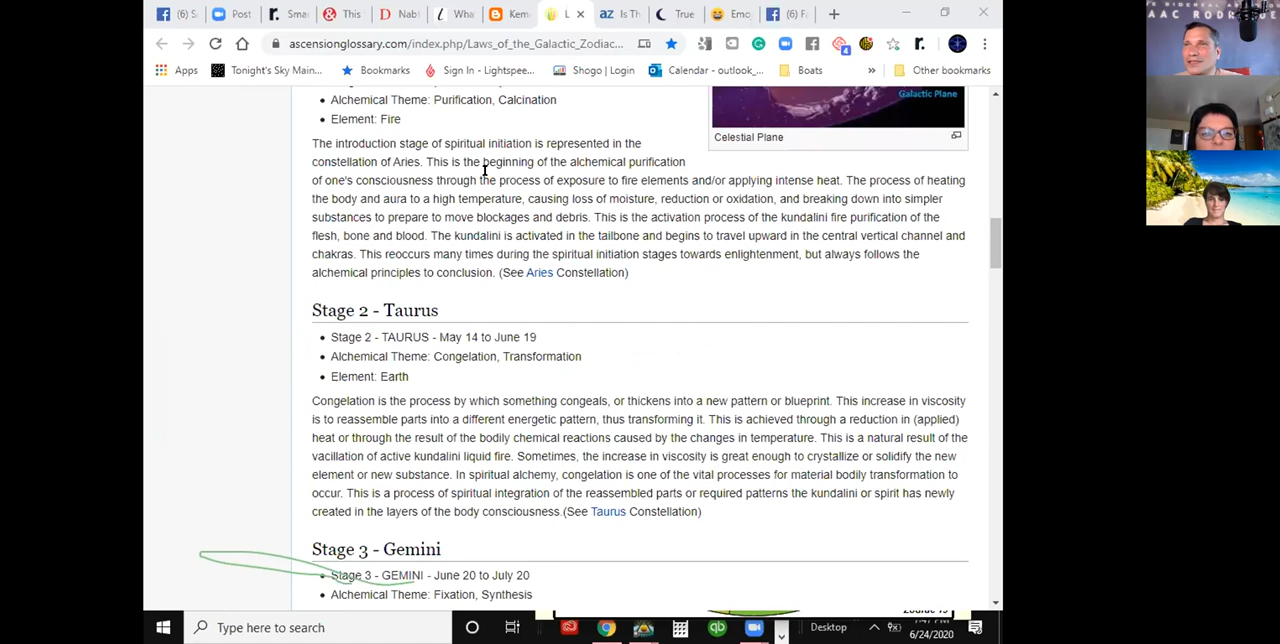 (6) S
Post
Smar
This
Nabl
Wha
Kem
L
Is Th
True
Emo
(6) Fa
ascensionglossary.com/index.php/Laws_of_the_Galactic_Zodiac...
4
Apps
Tonight's Sky Main...
Bookmarks
Sign In - Lightspee...
Shogo | Login
Calendar - outlook_...
Boats
»
Other bookmarks
• Alchemical Theme: Purification, Calcination
• Element: Fire
Galactic Plane
Celestial Plane
The introduction stage of spiritual initiation is represented in the
constellation of Aries. This is the beginning of the alchemical purification
of one's consciousness through the process of exposure to fire elements and/or applying intense heat. The process of heating
the body and aura to a high temperature, causing loss of moisture, reduction or oxidation, and breaking down into simpler
substances to prepare to move blockages and debris. This is the activation process of the kundalini fire purification of the
flesh, bone and blood. The kundalini is activated in the tailbone and begins to travel upward in the central vertical channel and
chakras. This reoccurs many times during the spiritual initiation stages towards enlightenment, but always follows the
alchemical principles to conclusion. (See Aries Constellation)
Stage 2 - Taurus
• Stage 2 - TAURUS - May 14 to June 19
• Alchemical Theme: Congelation, Transformation
• Element: Earth
Congelation is the process by which something congeals, or thickens into a new pattern or blueprint. This increase in viscosity
is to reassemble parts into a different energetic pattern, thus transforming it. This is achieved through a reduction in (applied)
heat or through the result of the bodily chemical reactions caused by the changes in temperature. This is a natural result of the
vacillation of active kundalini liquid fire. Sometimes, the increase in viscosity is great enough to crystallize or solidify the new
element or new substance. In spiritual alchemy, congelation is one of the vital processes for material bodily transformation to
occur. This is a process of spiritual integration of the reassembled parts or required patterns the kundalini or spirit has newly
created in the layers of the body consciousness.(See Taurus Constellation)
Stage 3 - Gemini
• Stage 3 - GEMINI - June 20 to July 20
• Alchemical Theme: Fixation, Synthesis
Type here to search
Desktop
6/24/2020